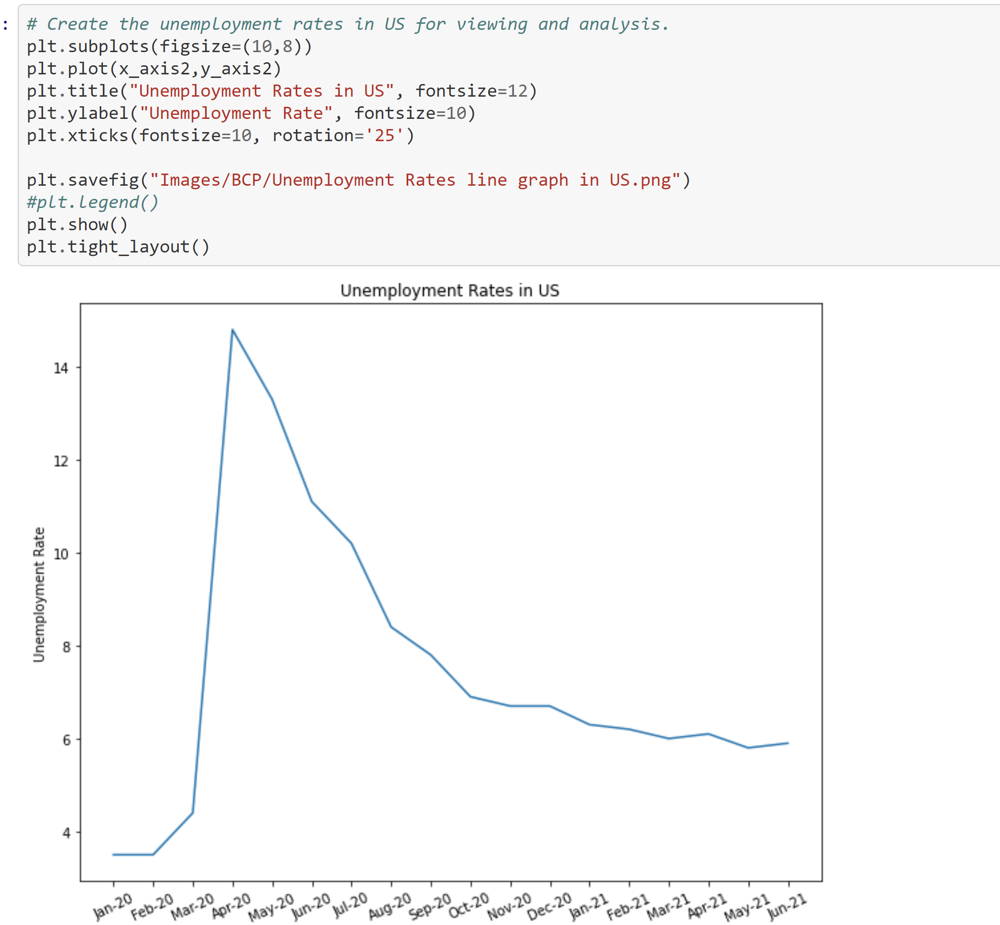 :
# Create the unemployment rates in US for viewing and analysis.
plt.subplots(figsize=(10,8))
plt.plot(x_axis2,y_axis2)
plt.title("Unemployment Rates in US", fontsize=12)
plt.ylabel("Unemployment Rate", fontsize=10)
plt.xticks(fontsize=10, rotation='25')
plt.savefig("Images/BCP/Unemployment Rates line graph in US.png")
#plt.legend()
plt.show()
plt.tight_layout()
Unemployment Rates in US
14
12
10
8
6
4
Unemployment Rate
Jan-20 Feb-20 Mar-20 Apr-20 May-20 Jun-20 Jul-20 Aug-20 Sep-20 Oct-20 Nov-20 Dec-20 Jan-21 Feb-21 Mar-21 Apr-21 May-21 Jun-21